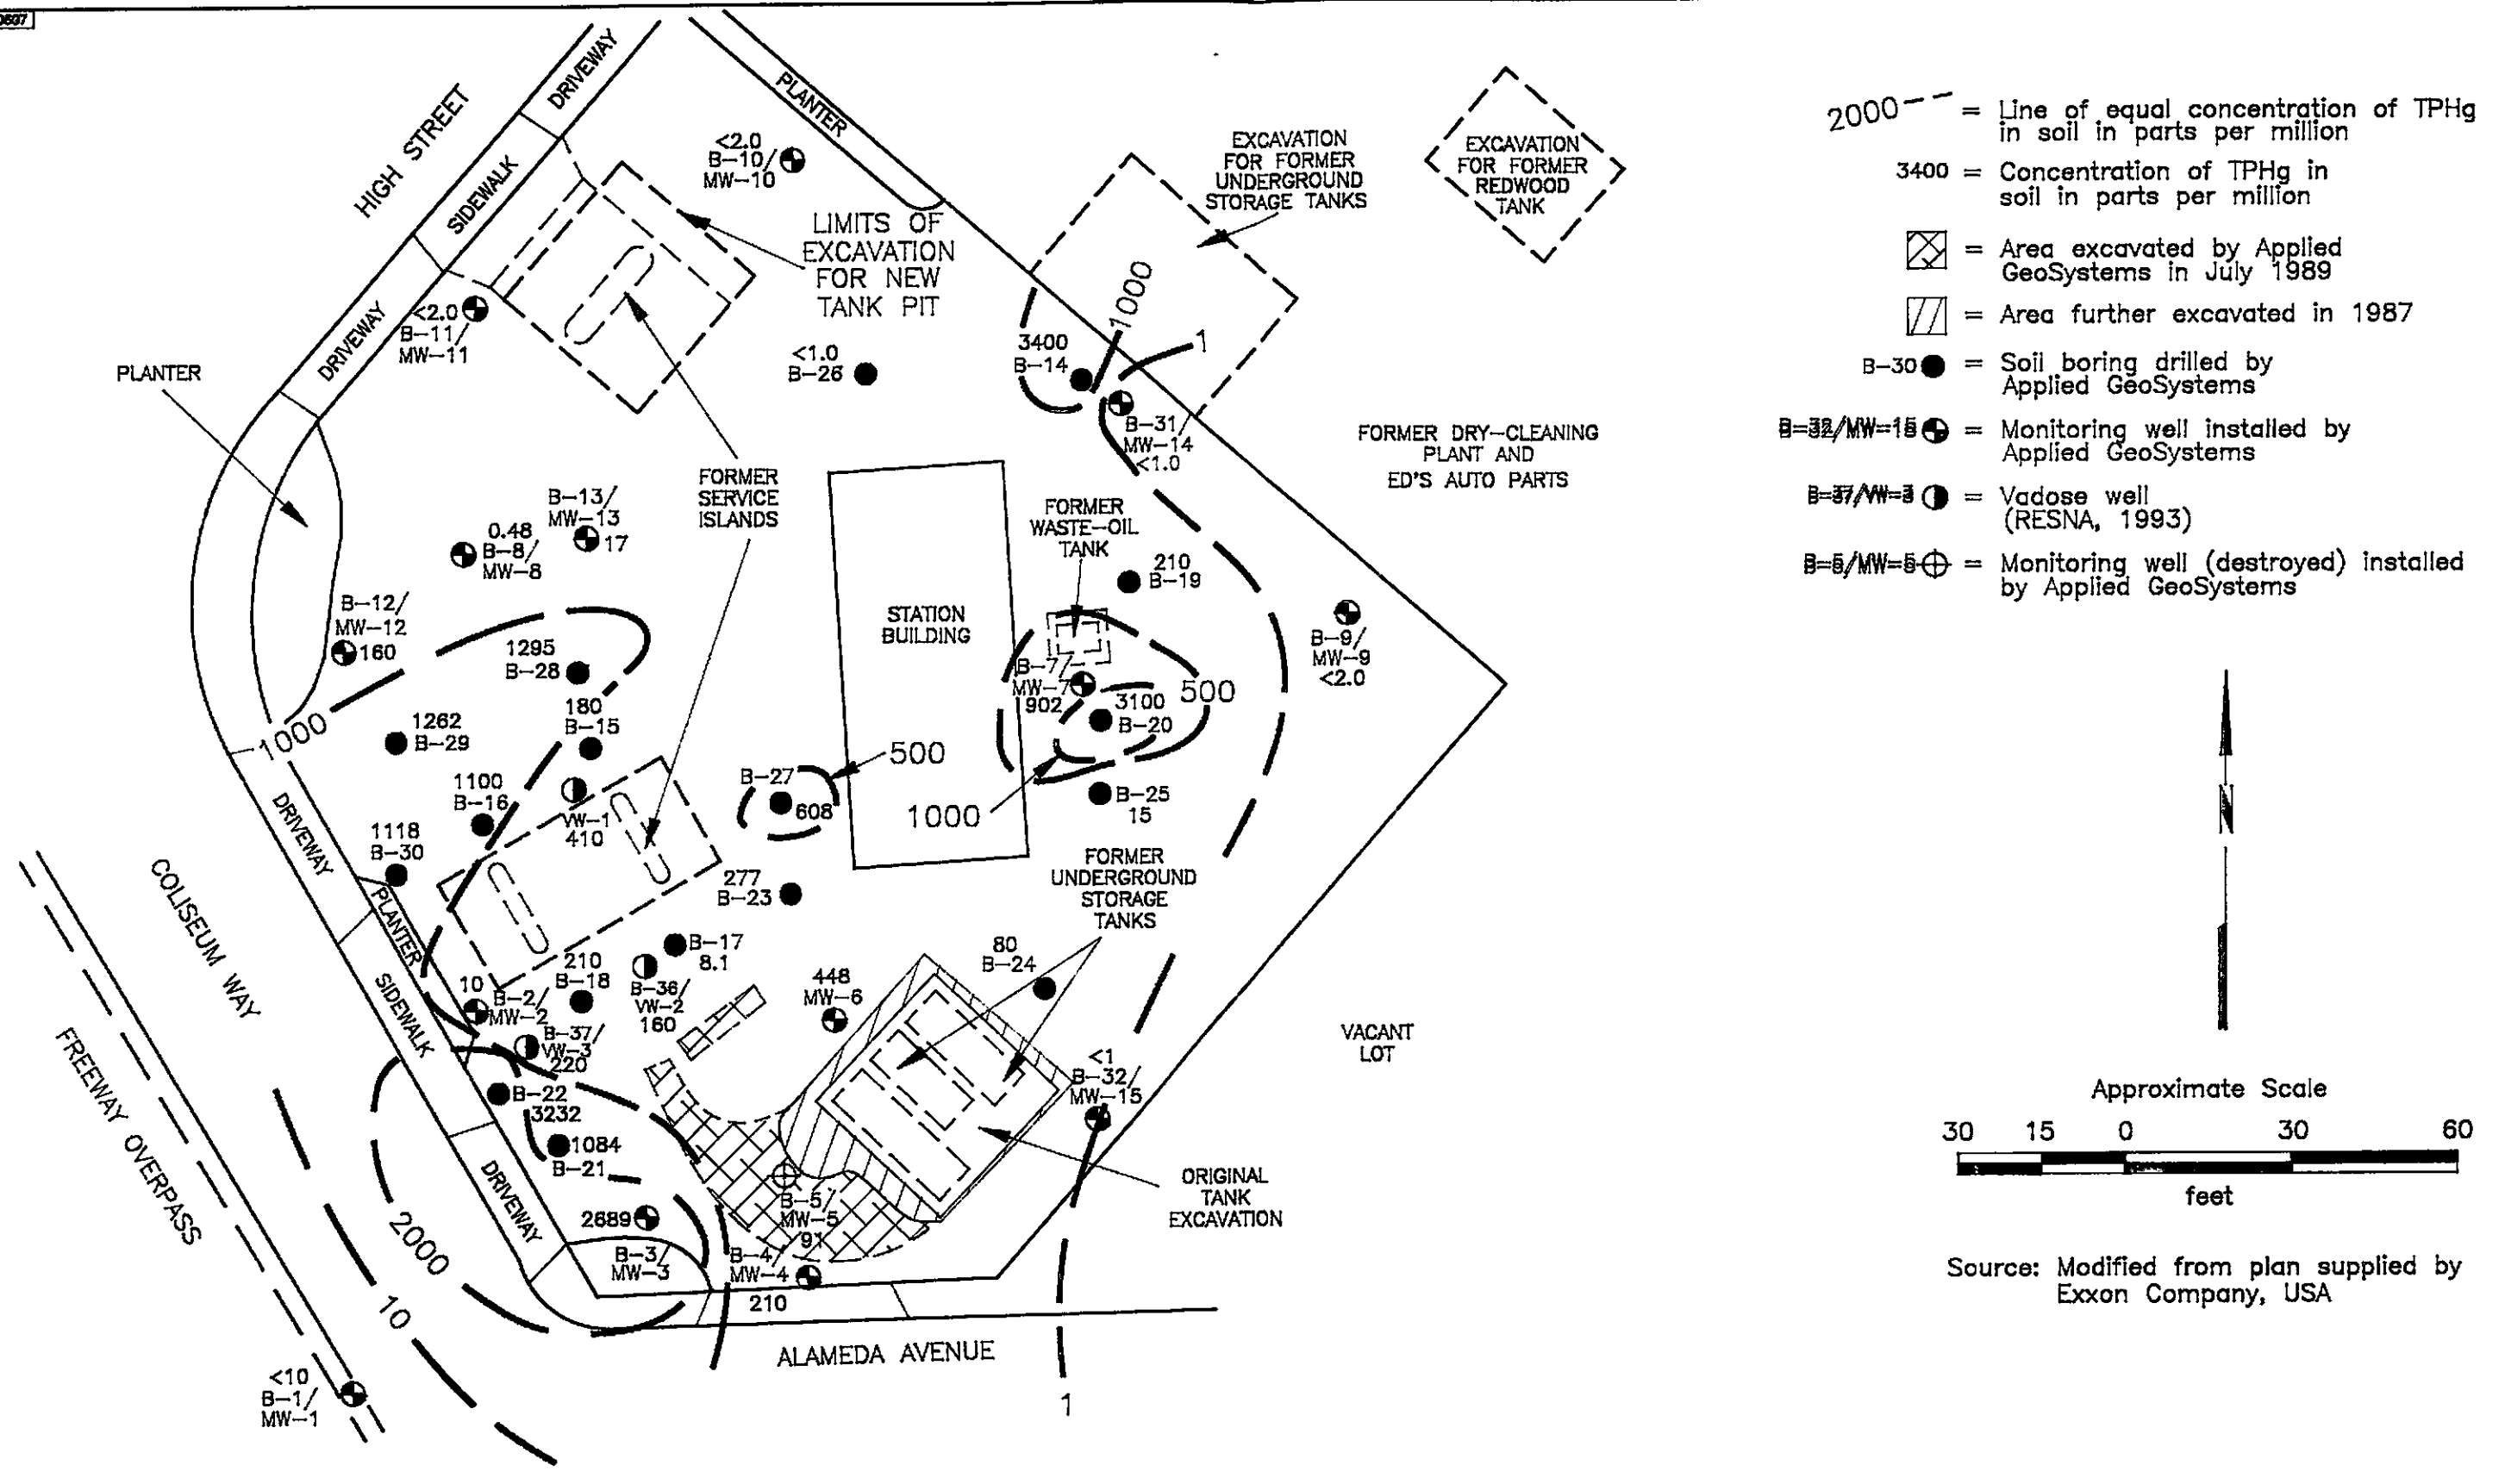 HIGH STREET
DRIVEWAY
SIDEWALK
DRIVEWAY
PLANTER
PLANTER
<2.0
B-10/
MW-10
LIMITS OF
EXCAVATION
FOR NEW
TANK PIT
EXCAVATION
FOR FORMER
UNDERGROUND
STORAGE TANKS
EXCAVATION
FOR FORMER
REDWOOD
TANK
<2.0
B-11/
MW-11
<1.0
B-26
3400
B-14
1000
1
B-31/
MW-14
<1.0
FORMER DRY-CLEANING
PLANT AND
ED'S AUTO PARTS
FORMER
SERVICE
ISLANDS
B-13/
MW-13
17
0.48
B-8/
MW-8
FORMER
WASTE-OIL
TANK
210
B-19
B-12/
MW-12
160
1295
B-28
STATION
BUILDING
B-7/
MW-7
902
3100
B-20
500
B-9/
MW-9
<2.0
1000
1262
B-29
180
B-15
500
1000
B-27
608
B-25
15
1100
B-16
VW-1
410
1118
B-30
DRIVEWAY
PLANTER
SIDEWALK
DRIVEWAY
COLISEUM WAY
FREEWAY OVERPASS
277
B-23
FORMER
UNDERGROUND
STORAGE
TANKS
B-17
8.1
80
B-24
448
MW-6
210
B-18
B-36/
VW-2
160
10
B-2/
MW-2
B-37/
VW-3
220
B-22
3232
1084
B-21
<1
B-32/
MW-15
VACANT
LOT
ORIGINAL
TANK
EXCAVATION
2689
B-3/
MW-3
B-5/
MW-5
91
B-4/
MW-4
210
2000
10
<10
B-1/
MW-1
ALAMEDA AVENUE
1
2000 = Line of equal concentration of TPHg
in soil in parts per million
3400 = Concentration of TPHg in
soil in parts per million
= Area excavated by Applied
GeoSystems in July 1989
= Area further excavated in 1987
B-30 = Soil boring drilled by
Applied GeoSystems
= Monitoring well installed by
Applied GeoSystems
= Vadose well
(RESNA, 1993)
= Monitoring well (destroyed) installed
by Applied GeoSystems
N
Approximate Scale
30 15 0 30 60
feet
Source: Modified from plan supplied by
Exxon Company, USA